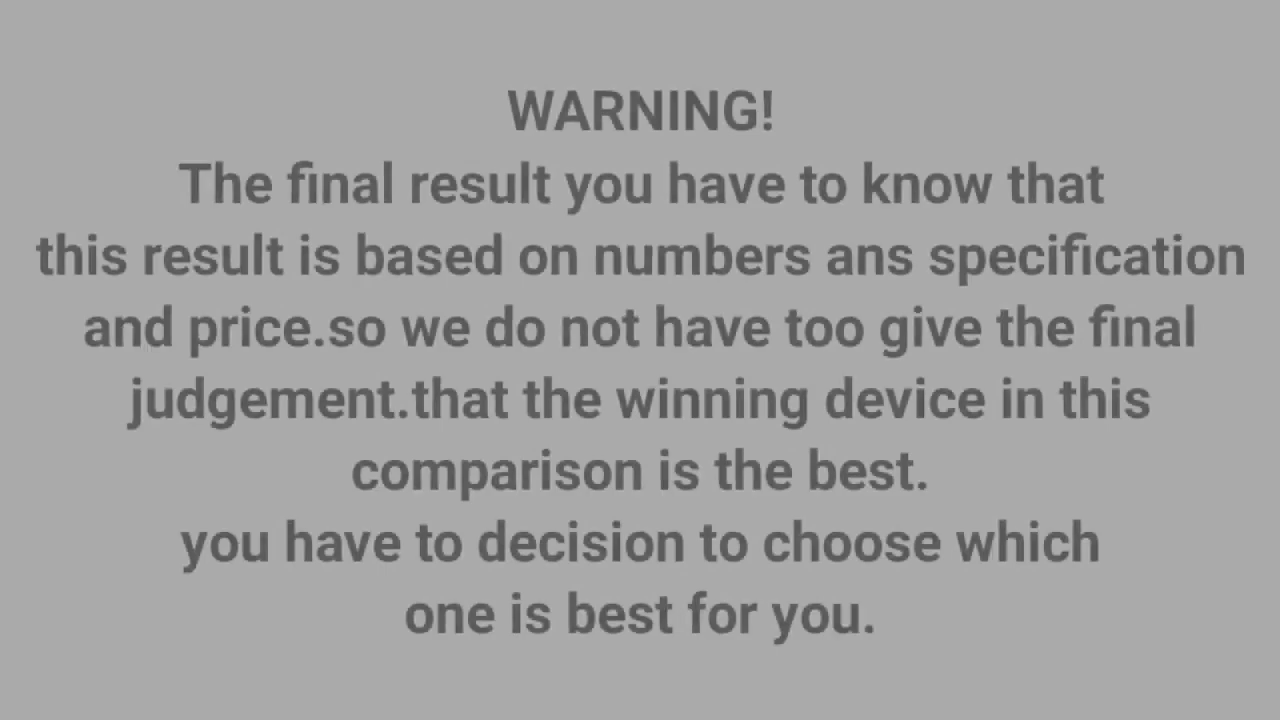 WARNING!
The final result you have to know that
this result is based on numbers ans specification
and price.so we do not have too give the final
judgement.that the winning device in this
comparison is the best.
you have to decision to choose which
one is best for you.